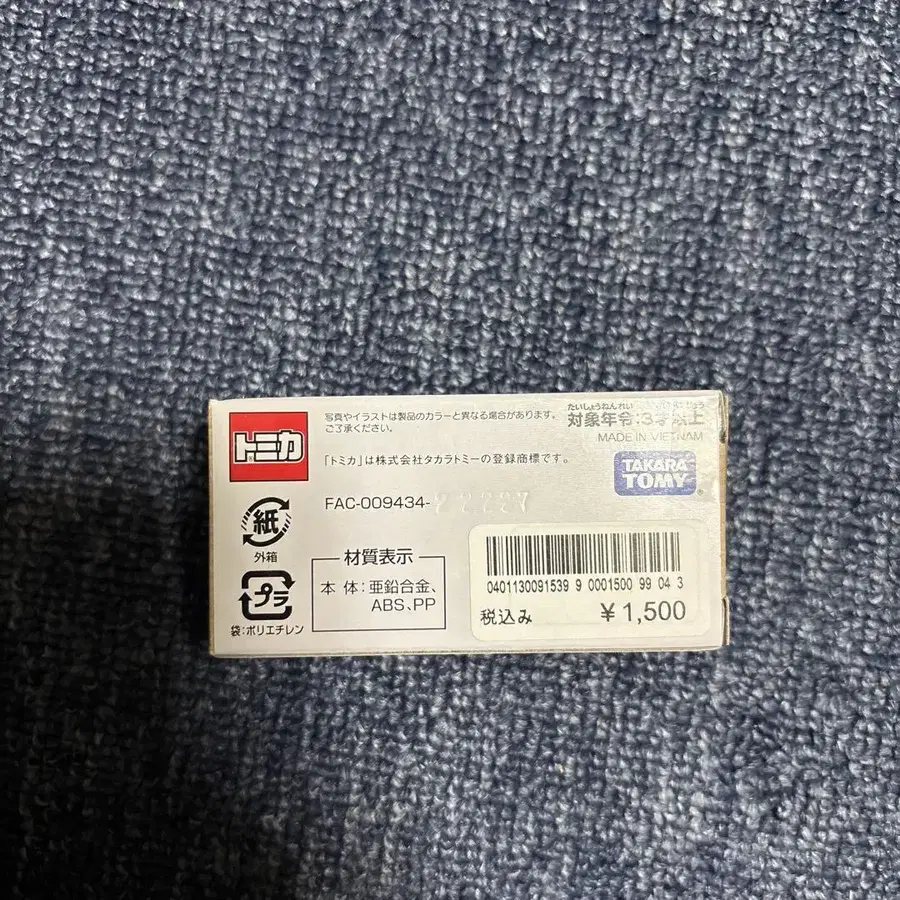 トミカ
写真やイラストは製品のカラーと異なる場合があります。
ご了承ください。
「トミカ」は株式会社タカラトミーの登録商標です。
FAC-009434-
紙
外箱
プラ
袋:ポリエチレン
材質表示
本 体:亜鉛合金、
ABS、PP
たいしょうねんれい
対象年令:3才以上
MADE IN VIETNAM
TAKARA
TOMY®
0401130091539 9 0001500 99 04 3
税込み
¥1,500